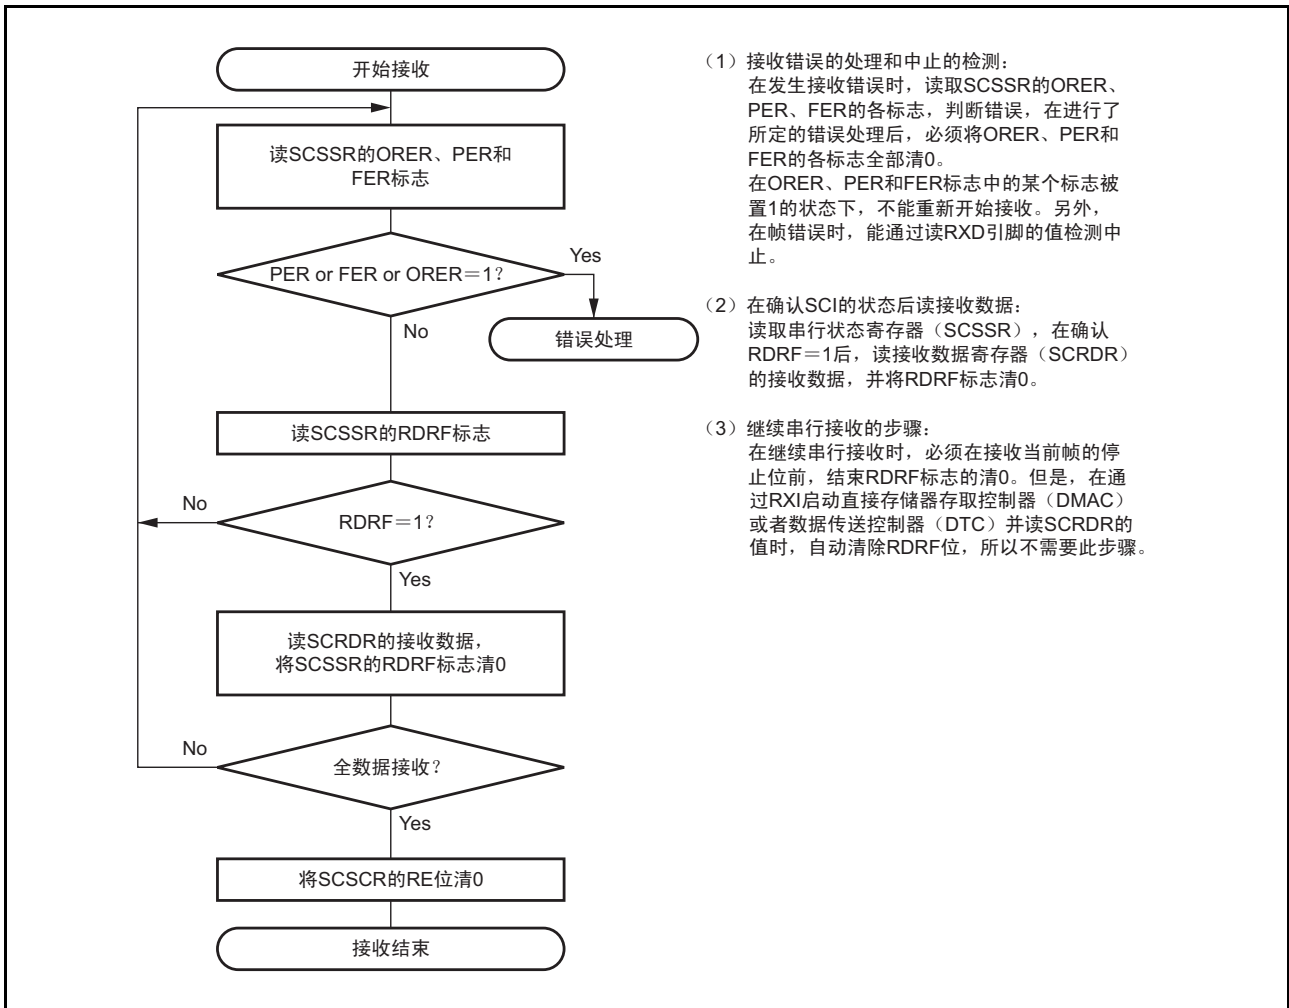 开始接收
读SCSSR的ORER、PER和
FER标志
PER or FER or ORER＝1？
Yes
No
错误处理
读SCSSR的RDRF标志
No
RDRF＝1？
Yes
读SCRDR的接收数据，
将SCSSR的RDRF标志清0
No
全数据接收？
Yes
将SCSCR的RE位清0
接收结束
（1）接收错误的处理和中止的检测：
在发生接收错误时，读取SCSSR的ORER、
PER、FER的各标志，判断错误，在进行了
所定的错误处理后，必须将ORER、PER和
FER的各标志全部清0。
在ORER、PER和FER标志中的某个标志被
置1的状态下，不能重新开始接收。另外，
在帧错误时，能通过读RXD引脚的值检测中
止。
（2）在确认SCI的状态后读接收数据：
读取串行状态寄存器（SCSSR），在确认
RDRF＝1后，读接收数据寄存器（SCRDR）
的接收数据，并将RDRF标志清0。
（3）继续串行接收的步骤：
在继续串行接收时，必须在接收当前帧的停
止位前，结束RDRF标志的清0。但是，在通
过RXI启动直接存储器存取控制器（DMAC）
或者数据传送控制器（DTC）并读SCRDR的
值时，自动清除RDRF位，所以不需要此步骤。